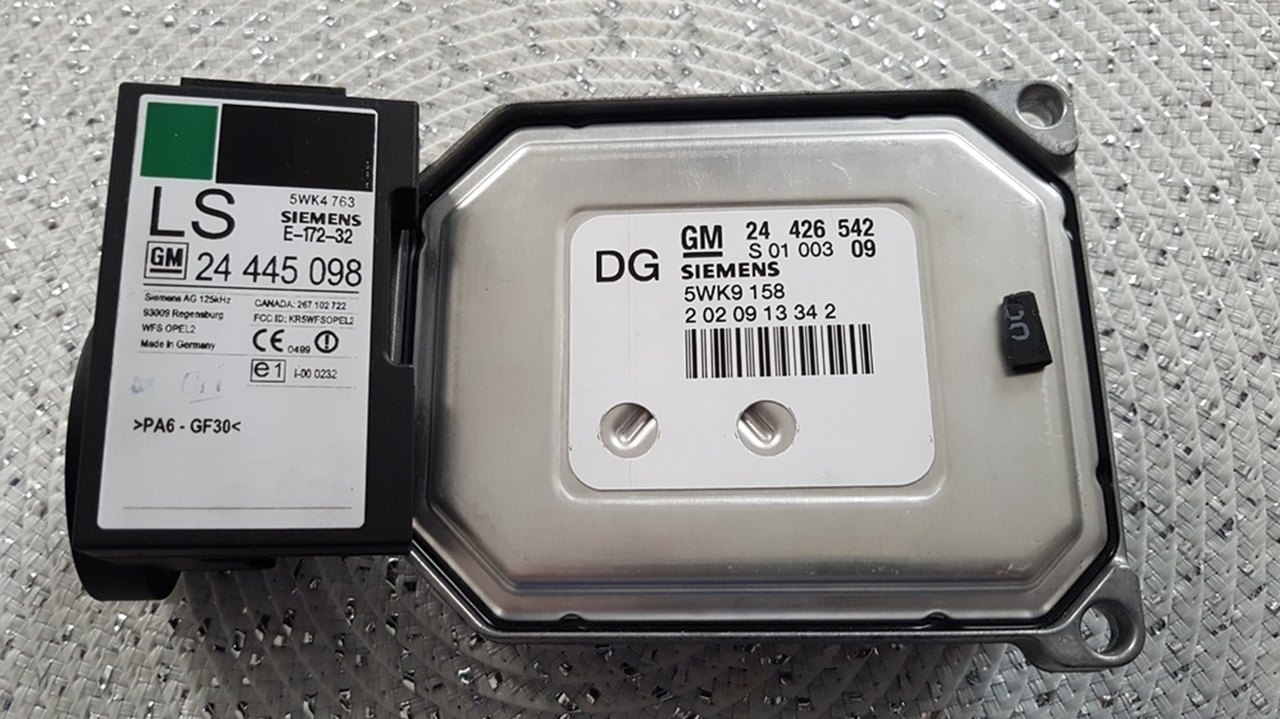 LS
5WK4 763
SIEMENS
E-172-32
GM 24 445 098
Siemens AG 125kHz
93009 Regensburg
WFS OPEL2
Made in Germany
CANADA: 267 102 722
FCC ID: KR5WFSOPEL2
CE 0499
e1 I-00 0232
>PA6 - GF30<
DG
GM 24 426 542
S 01 003 09
SIEMENS
5WK9 158
2 02 09 13 34 2